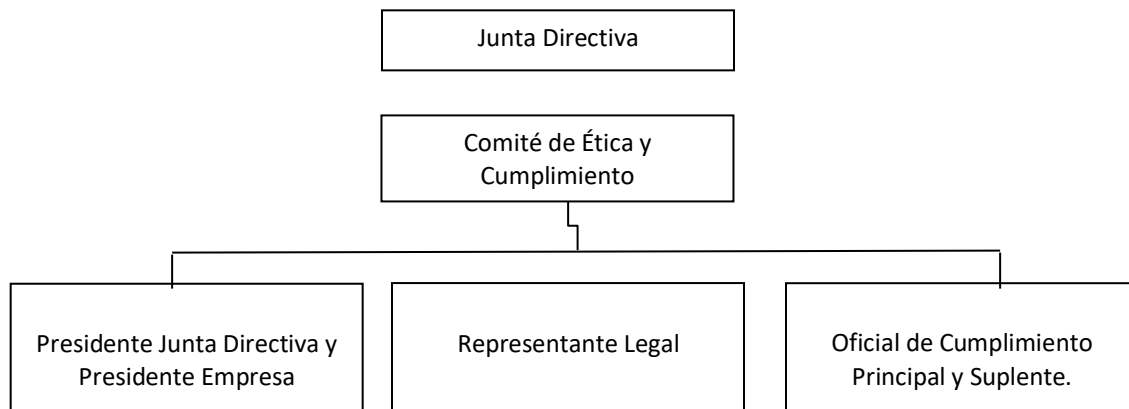 Junta Directiva
Comité de Ética y
Cumplimiento
Presidente Junta Directiva y
Presidente Empresa
Representante Legal
Oficial de Cumplimiento
Principal y Suplente.